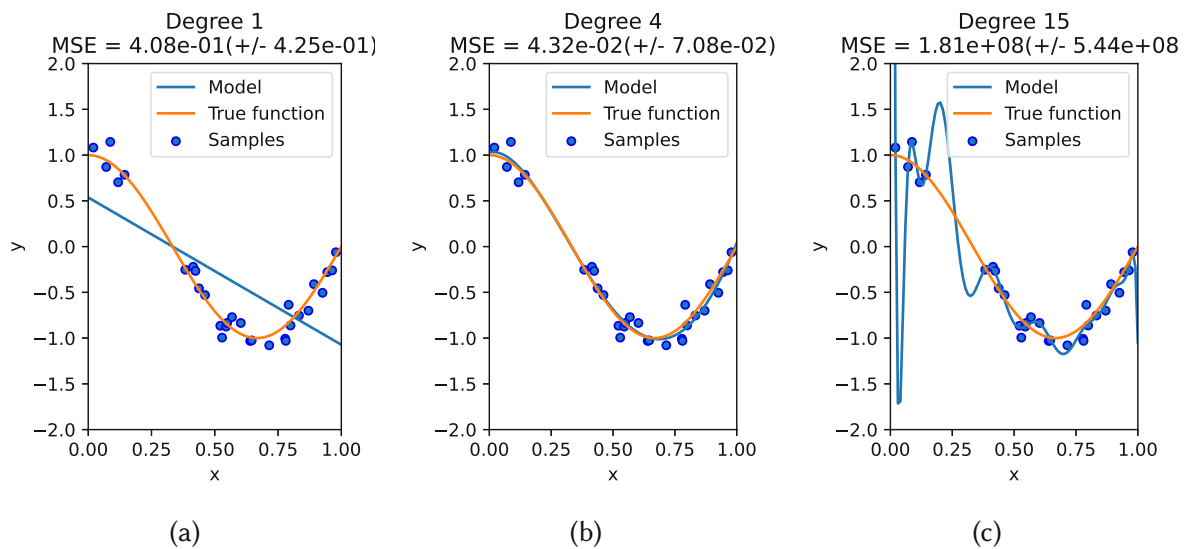 Degree 1
MSE = 4.08e-01(+/- 4.25e-01)
2.0
1.5
1.0
0.5
0.0
−0.5
−1.0
−1.5
−2.0
y
0.00 0.25 0.50 0.75 1.00
x
Model
True function
Samples
(a)
Degree 4
MSE = 4.32e-02(+/- 7.08e-02)
2.0
1.5
1.0
0.5
0.0
−0.5
−1.0
−1.5
−2.0
y
0.00 0.25 0.50 0.75 1.00
x
Model
True function
Samples
(b)
Degree 15
MSE = 1.81e+08(+/- 5.44e+08
2.0
1.5
1.0
0.5
0.0
−0.5
−1.0
−1.5
−2.0
y
0.00 0.25 0.50 0.75 1.00
x
Model
True function
Samples
(c)